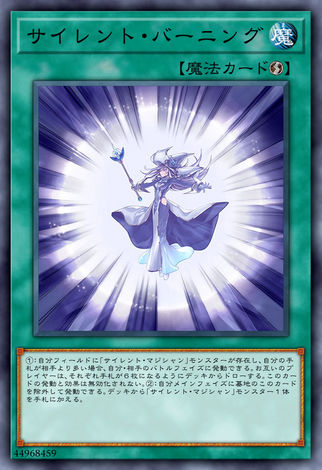 サイレント・バーニング
魔
【魔法カード】
①:自分フィールドに「サイレント・マジシャン」モンスターが存在し、自分の手
札が相手より多い場合、自分・相手のバトルフェイズに発動できる。お互いのプ
レイヤーは、それぞれ手札が6枚になるようにデッキからドローする。このカー
ドの発動と効果は無効化されない。②:自分メインフェイズに墓地のこのカード
を除外して発動できる。デッキから「サイレント・マジシャン」モンスター1体
を手札に加える。
44968459